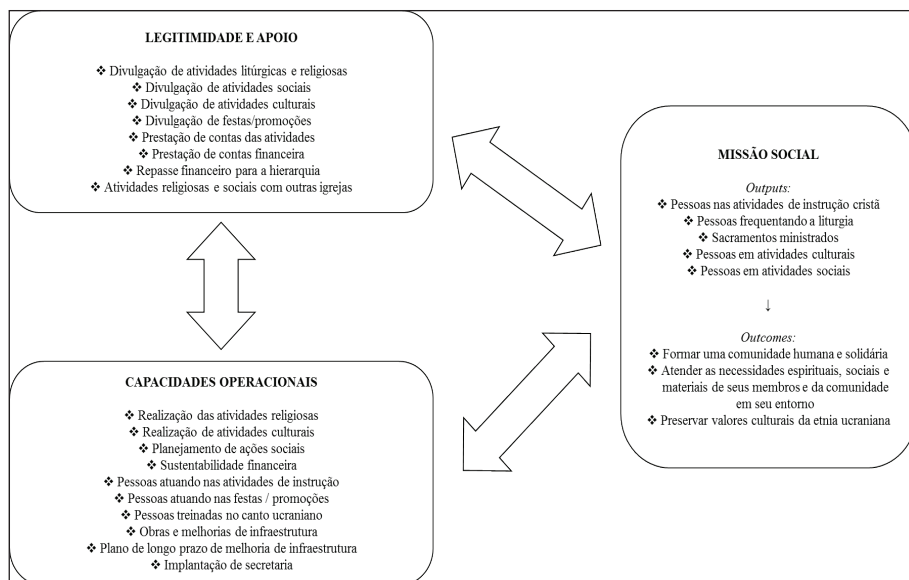 LEGITIMIDADE E APOIO
❖ Divulgação de atividades litúrgicas e religiosas
❖ Divulgação de atividades sociais
❖ Divulgação de atividades culturais
❖ Divulgação de festas/promoções
❖ Prestação de contas das atividades
❖ Prestação de contas financeira
❖ Repasse financeiro para a hierarquia
❖ Atividades religiosas e sociais com outras igrejas
CAPACIDADES OPERACIONAIS
❖ Realização das atividades religiosas
❖ Realização de atividades culturais
❖ Planejamento de ações sociais
❖ Sustentabilidade financeira
❖ Pessoas atuando nas atividades de instrução
❖ Pessoas atuando nas festas / promoções
❖ Pessoas treinadas no canto ucraniano
❖ Obras e melhorias de infraestrutura
❖ Plano de longo prazo de melhoria de infraestrutura
❖ Implantação de secretaria
MISSÃO SOCIAL
Outputs:
❖ Pessoas nas atividades de instrução cristã
❖ Pessoas frequentando a liturgia
❖ Sacramentos ministrados
❖ Pessoas em atividades culturais
❖ Pessoas em atividades sociais
↓
Outcomes:
❖ Formar uma comunidade humana e solidária
❖ Atender as necessidades espirituais, sociais e
materiais de seus membros e da comunidade
em seu entorno
❖ Preservar valores culturais da etnia ucraniana